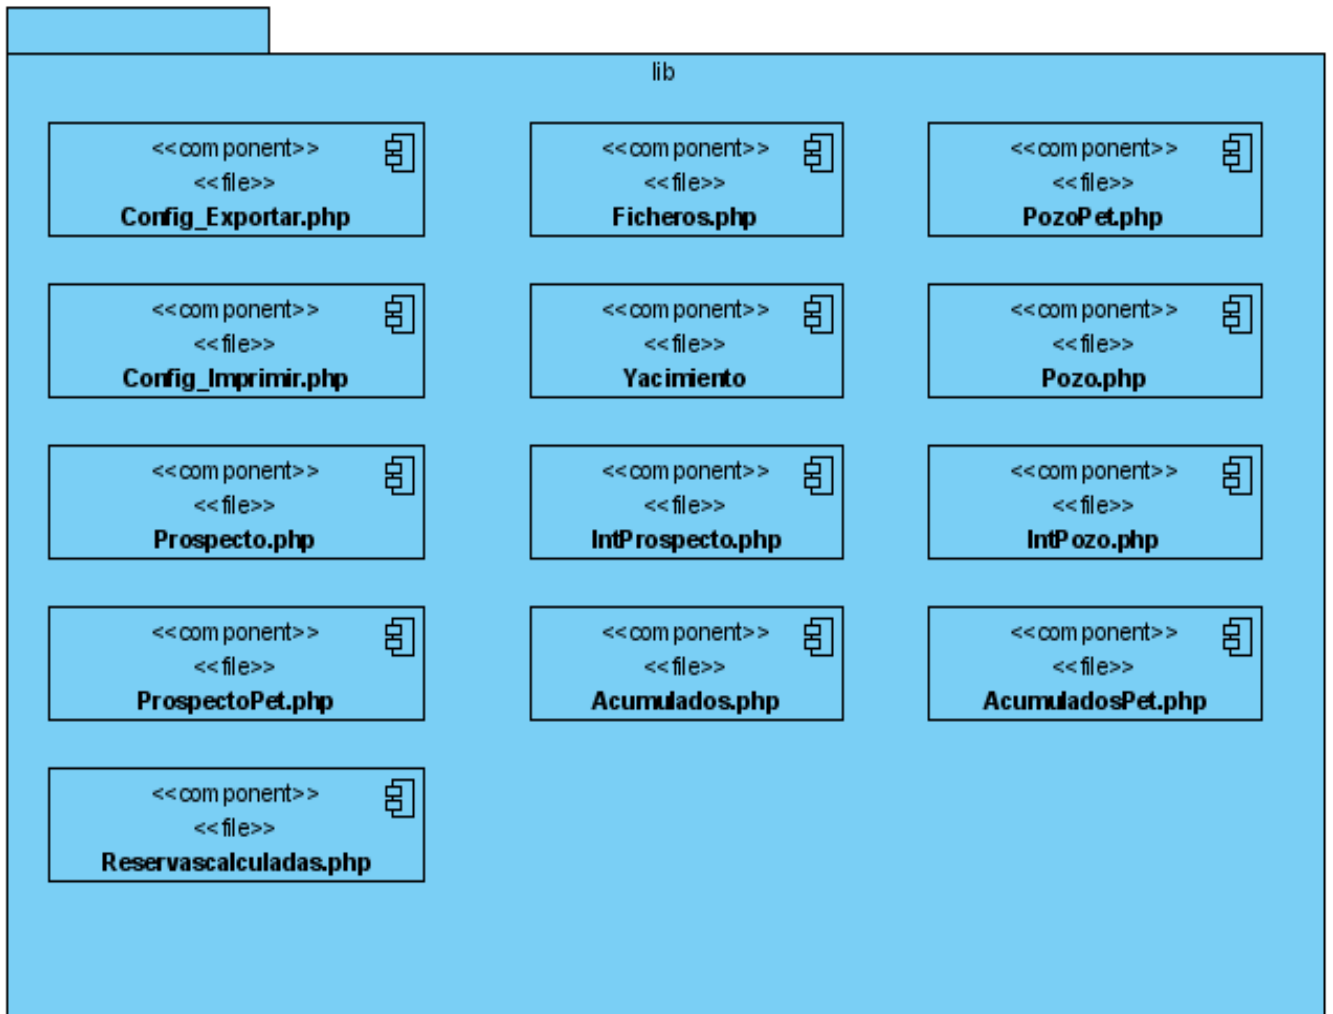 lib
<<component>>
<<file>>
Config_Exportar.php
<<component>>
<<file>>
Ficheros.php
<<component>>
<<file>>
PozoPet.php
<<component>>
<<file>>
Config_Imprimir.php
<<component>>
<<file>>
Yacimiento
<<component>>
<<file>>
Pozo.php
<<component>>
<<file>>
Prospecto.php
<<component>>
<<file>>
IntProspecto.php
<<component>>
<<file>>
IntPozo.php
<<component>>
<<file>>
ProspectoPet.php
<<component>>
<<file>>
Acumulados.php
<<component>>
<<file>>
AcumuladosPet.php
<<component>>
<<file>>
Reservascalculadas.php